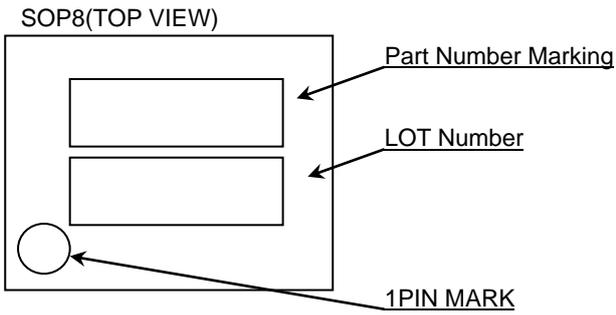 SOP8(TOP VIEW)
Part Number Marking
LOT Number
1PIN MARK